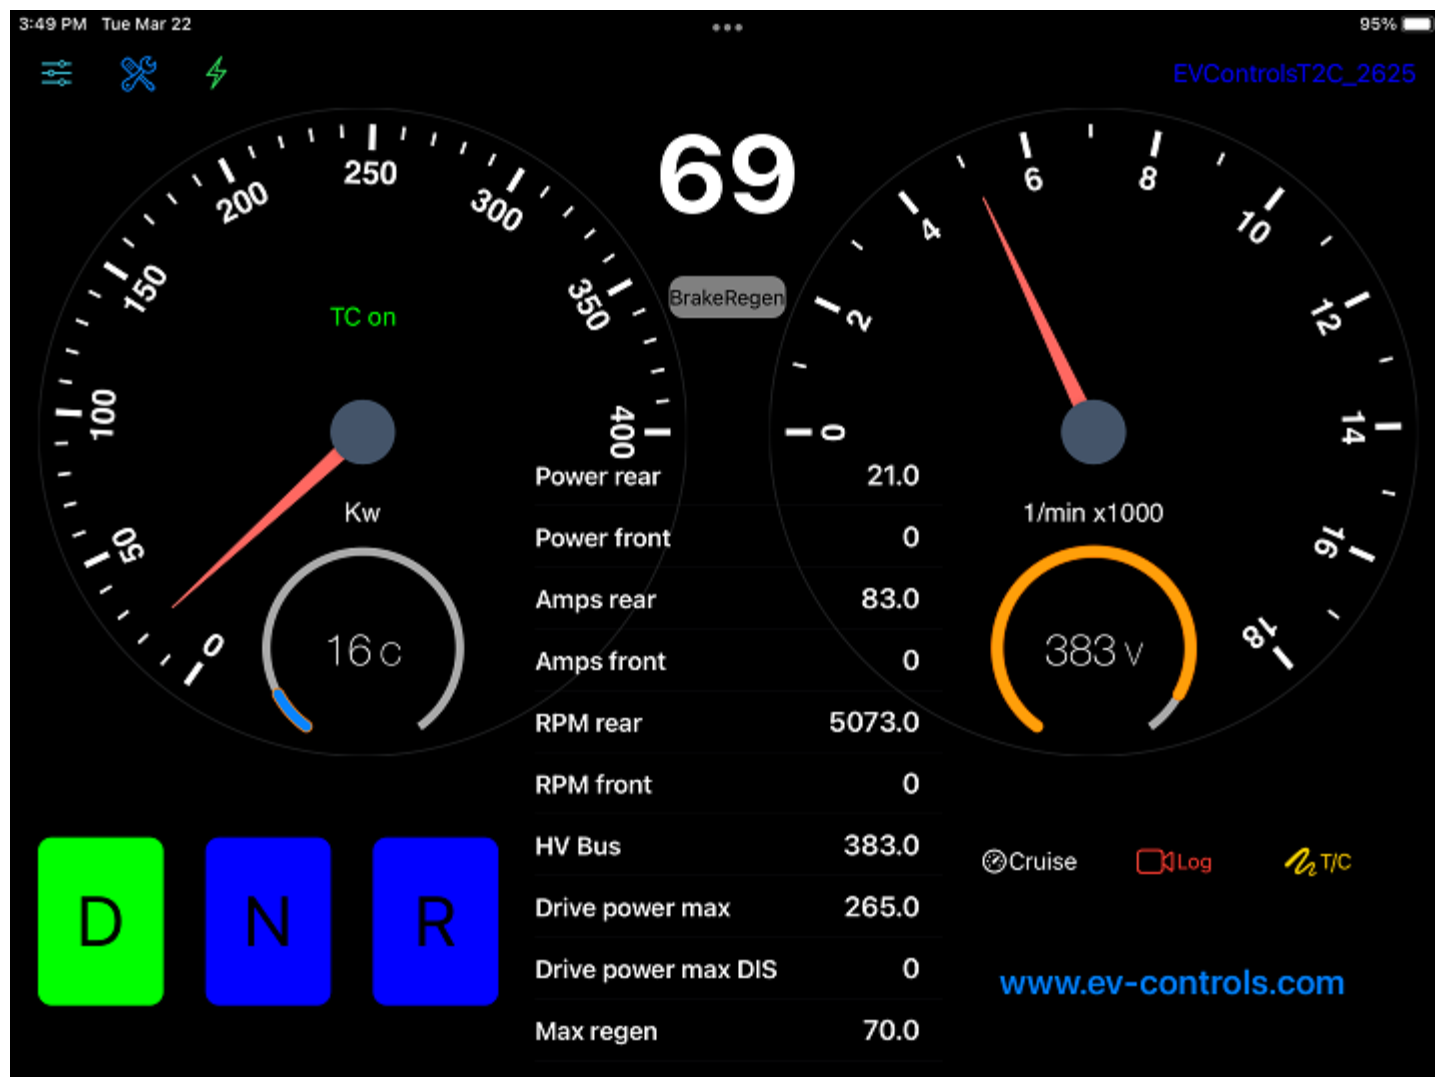 3:49 PM Tue Mar 22
95%
EVControlsT2C_2625
0
50
100
150
200
250
300
350
400
TC on
Kw
16 C
69
BrakeRegen
0
2
4
6
8
10
12
14
16
18
1/min x1000
383 V
Power rear 21.0
Power front 0
Amps rear 83.0
Amps front 0
RPM rear 5073.0
RPM front 0
HV Bus 383.0
Drive power max 265.0
Drive power max DIS 0
Max regen 70.0
D N R
Cruise Log T/C
www.ev-controls.com